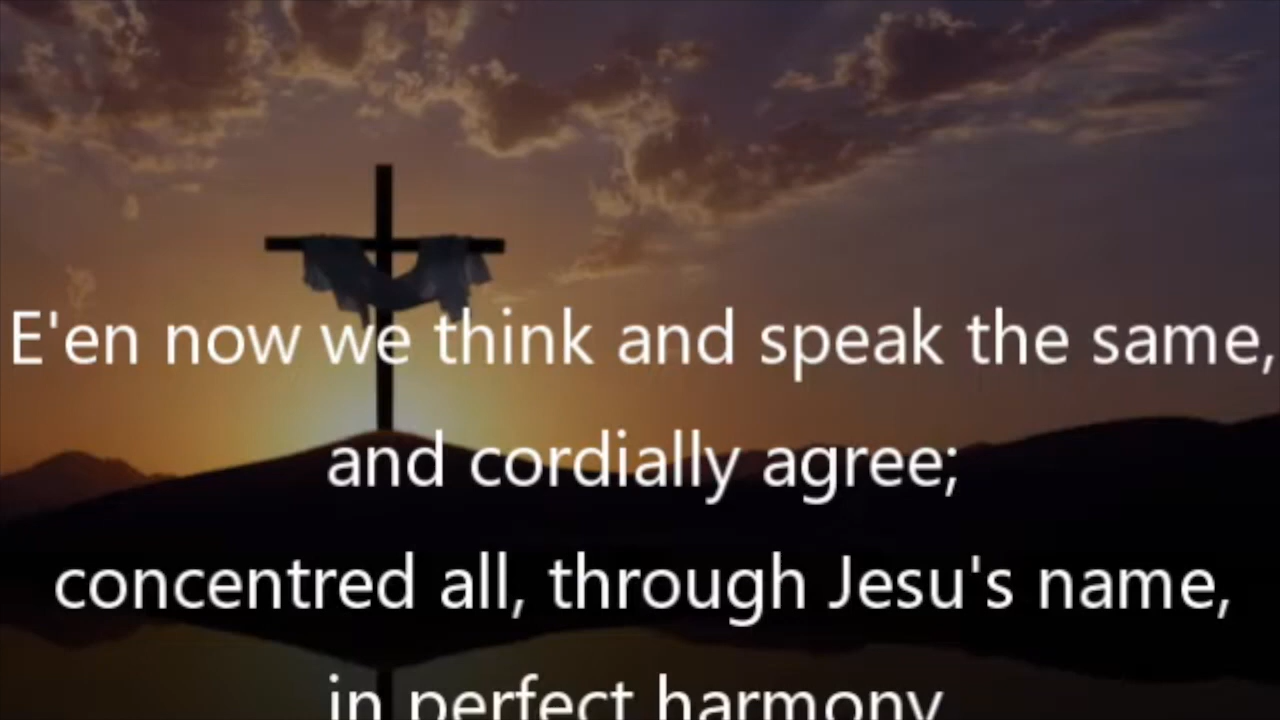 E'en now we think and speak the same,
and cordially agree;
concentred all, through Jesu's name,
in perfect harmony